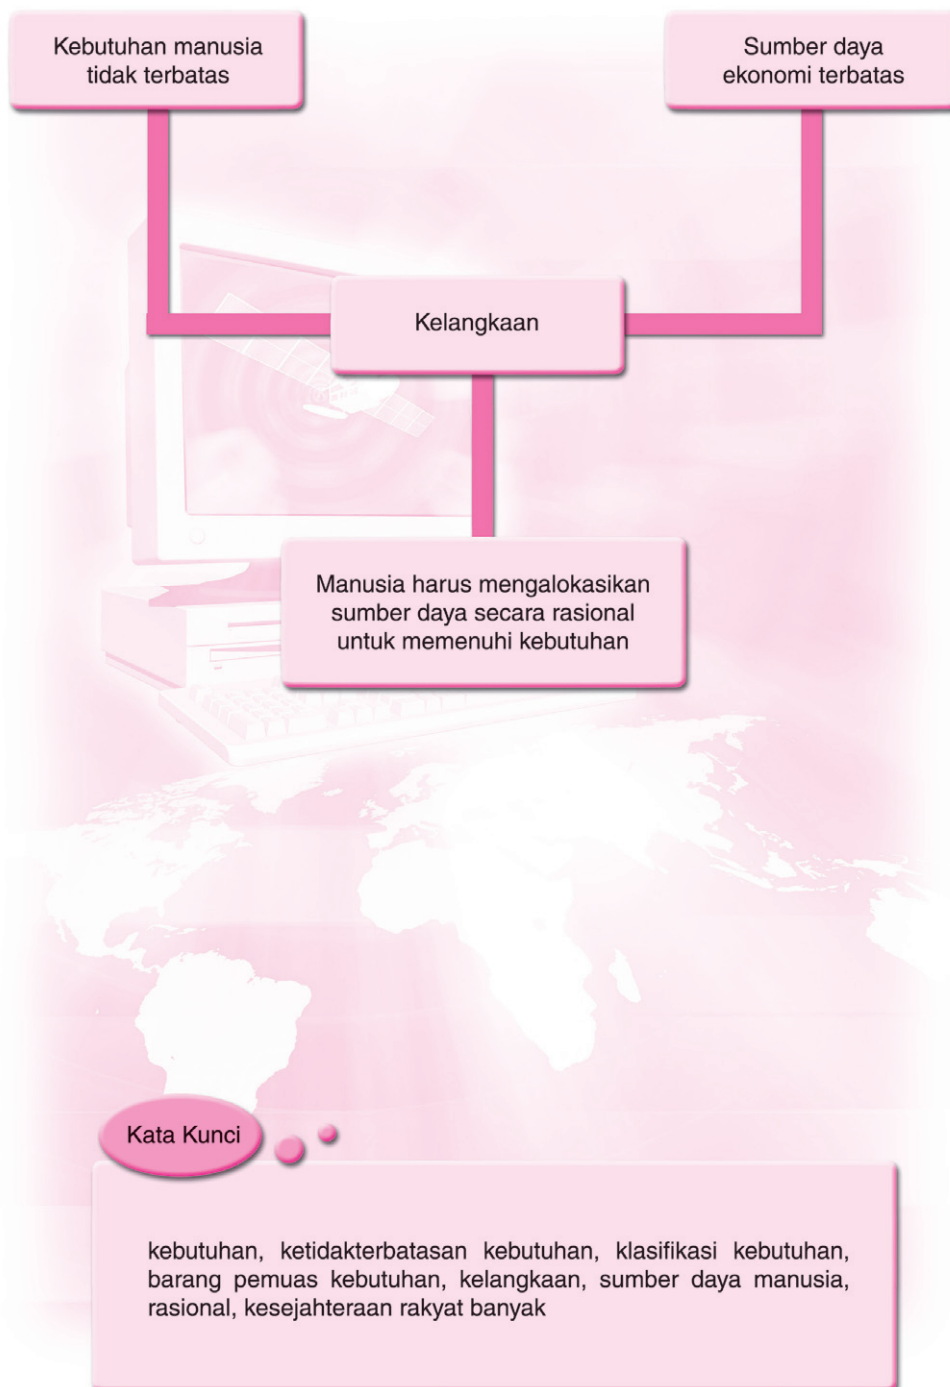 Kebutuhan manusia
tidak terbatas
Sumber daya
ekonomi terbatas
Kelangkaan
Manusia harus mengalokasikan
sumber daya secara rasional
untuk memenuhi kebutuhan
Kata Kunci
kebutuhan, ketidakterbatasan kebutuhan, klasifikasi kebutuhan,
barang pemuas kebutuhan, kelangkaan, sumber daya manusia,
rasional, kesejahteraan rakyat banyak